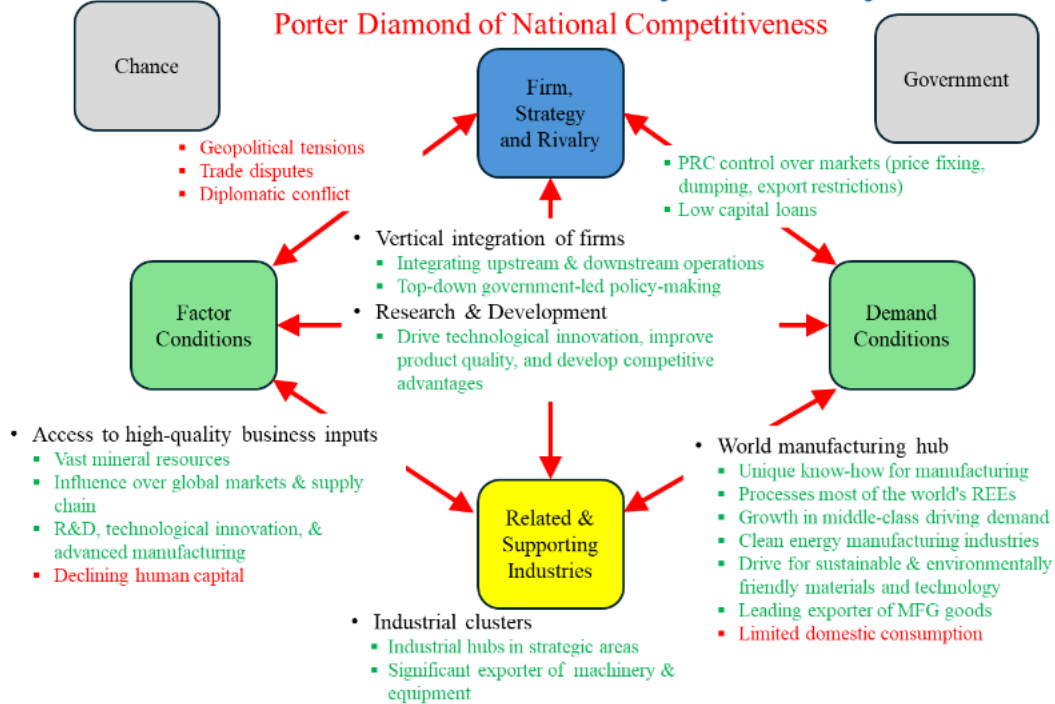 Porter Diamond of National Competitiveness
Chance
Firm,
Strategy
and Rivalry
Government
▪ Geopolitical tensions
▪ Trade disputes
▪ Diplomatic conflict
▪ PRC control over markets (price fixing,
dumping, export restrictions)
▪ Low capital loans
• Vertical integration of firms
▪ Integrating upstream & downstream operations
▪ Top-down government-led policy-making
• Research & Development
▪ Drive technological innovation, improve
product quality, and develop competitive
advantages
Factor
Conditions
Demand
Conditions
• Access to high-quality business inputs
▪ Vast mineral resources
▪ Influence over global markets & supply
chain
▪ R&D, technological innovation, &
advanced manufacturing
▪ Declining human capital
Related &
Supporting
Industries
• Industrial clusters
▪ Industrial hubs in strategic areas
▪ Significant exporter of machinery &
equipment
• World manufacturing hub
▪ Unique know-how for manufacturing
▪ Processes most of the world's REEs
▪ Growth in middle-class driving demand
▪ Clean energy manufacturing industries
▪ Drive for sustainable & environmentally
friendly materials and technology
▪ Leading exporter of MFG goods
▪ Limited domestic consumption